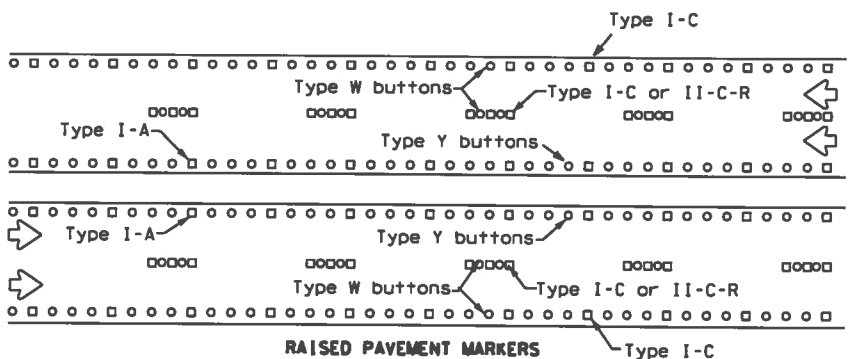 Type I-C
Type W buttons
Type I-C or II-C-R
Type I-A
Type Y buttons
Type I-A
Type Y buttons
Type W buttons
Type I-C or II-C-R
RAISED PAVEMENT MARKERS
Type I-C